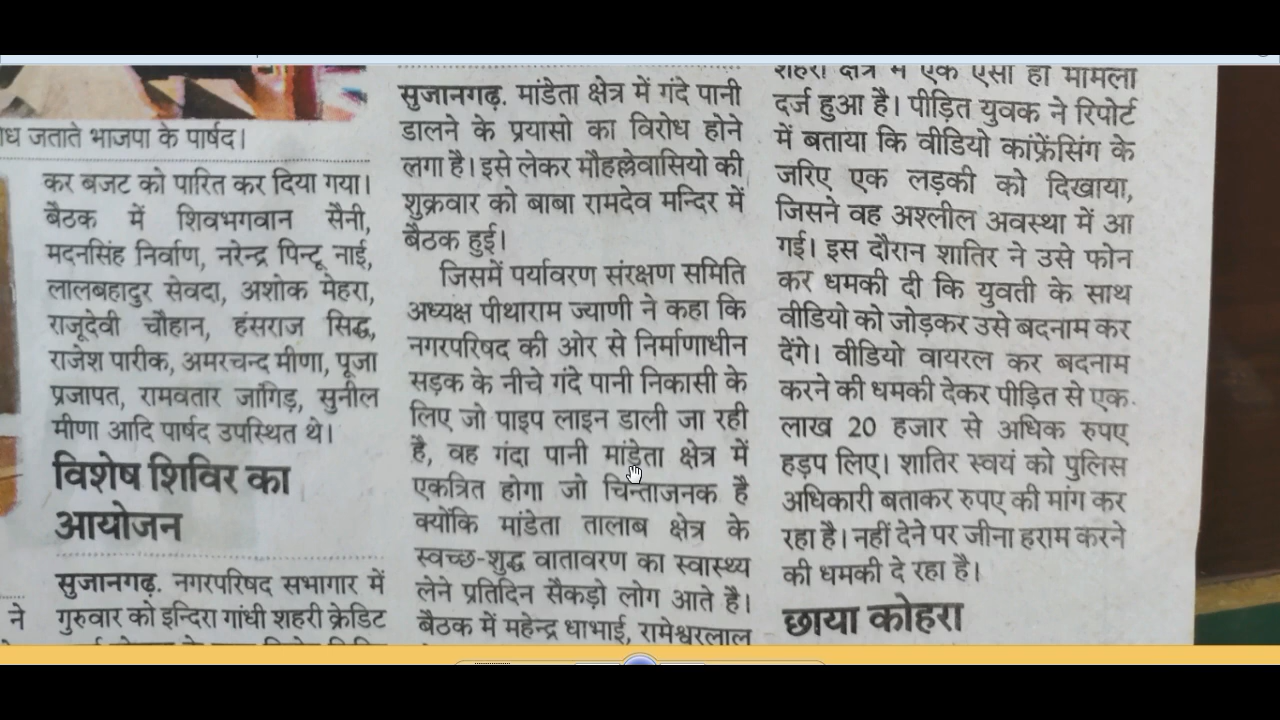 ध जताते भाजपा के पार्षद।
कर बजट को पारित कर दिया गया।
बैठक में शिवभगवान सैनी,
मदनसिंह निर्वाण, नरेन्द्र पिन्टू नाई,
लालबहादुर सेवदा, अशोक मेहरा,
राजूदेवी चौहान, हंसराज सिद्ध,
राजेश पारीक, अमरचन्द मीणा, पूजा
प्रजापत, रामवतार जांगिड़, सुनील
मीणा आदि पार्षद उपस्थित थे।
विशेष शिविर का
आयोजन
सुजानगढ़. नगरपरिषद सभागार में
गुरुवार को इन्दिरा गांधी शहरी क्रेडिट
ने
सुजानगढ़. मांडेता क्षेत्र में गंदे पानी
डालने के प्रयासो का विरोध होने
लगा है। इसे लेकर मौहल्लेवासियो की
शुक्रवार को बाबा रामदेव मन्दिर में
बैठक हुई।
जिसमें पर्यावरण संरक्षण समिति
अध्यक्ष पीथाराम ज्याणी ने कहा कि
नगरपरिषद की ओर से निर्माणाधीन
सड़क के नीचे गंदे पानी निकासी के
लिए जो पाइप लाइन डाली जा रही
है, वह गंदा पानी मांडेता क्षेत्र में
एकत्रित होगा जो चिन्ताजनक है
क्योंकि मांडेता तालाब क्षेत्र के
स्वच्छ-शुद्ध वातावरण का स्वास्थ्य
लेने प्रतिदिन सैकड़ो लोग आते है।
बैठक में महेन्द्र धाभाई, रामेश्वरलाल
शहरी क्षेत्र में एक ऐसा ही मामला
दर्ज हुआ है। पीड़ित युवक ने रिपोर्ट
में बताया कि वीडियो कांफ्रेंसिंग के
जरिए एक लड़की को दिखाया,
जिसने वह अश्लील अवस्था में आ
गई। इस दौरान शातिर ने उसे फोन
कर धमकी दी कि युवती के साथ
वीडियो को जोड़कर उसे बदनाम कर
देंगे। वीडियो वायरल कर बदनाम
करने की धमकी देकर पीड़ित से एक
लाख 20 हजार से अधिक रुपए
हड़प लिए। शातिर स्वयं को पुलिस
अधिकारी बताकर रुपए की मांग कर
रहा है। नहीं देने पर जीना हराम करने
की धमकी दे रहा है।
छाया कोहरा